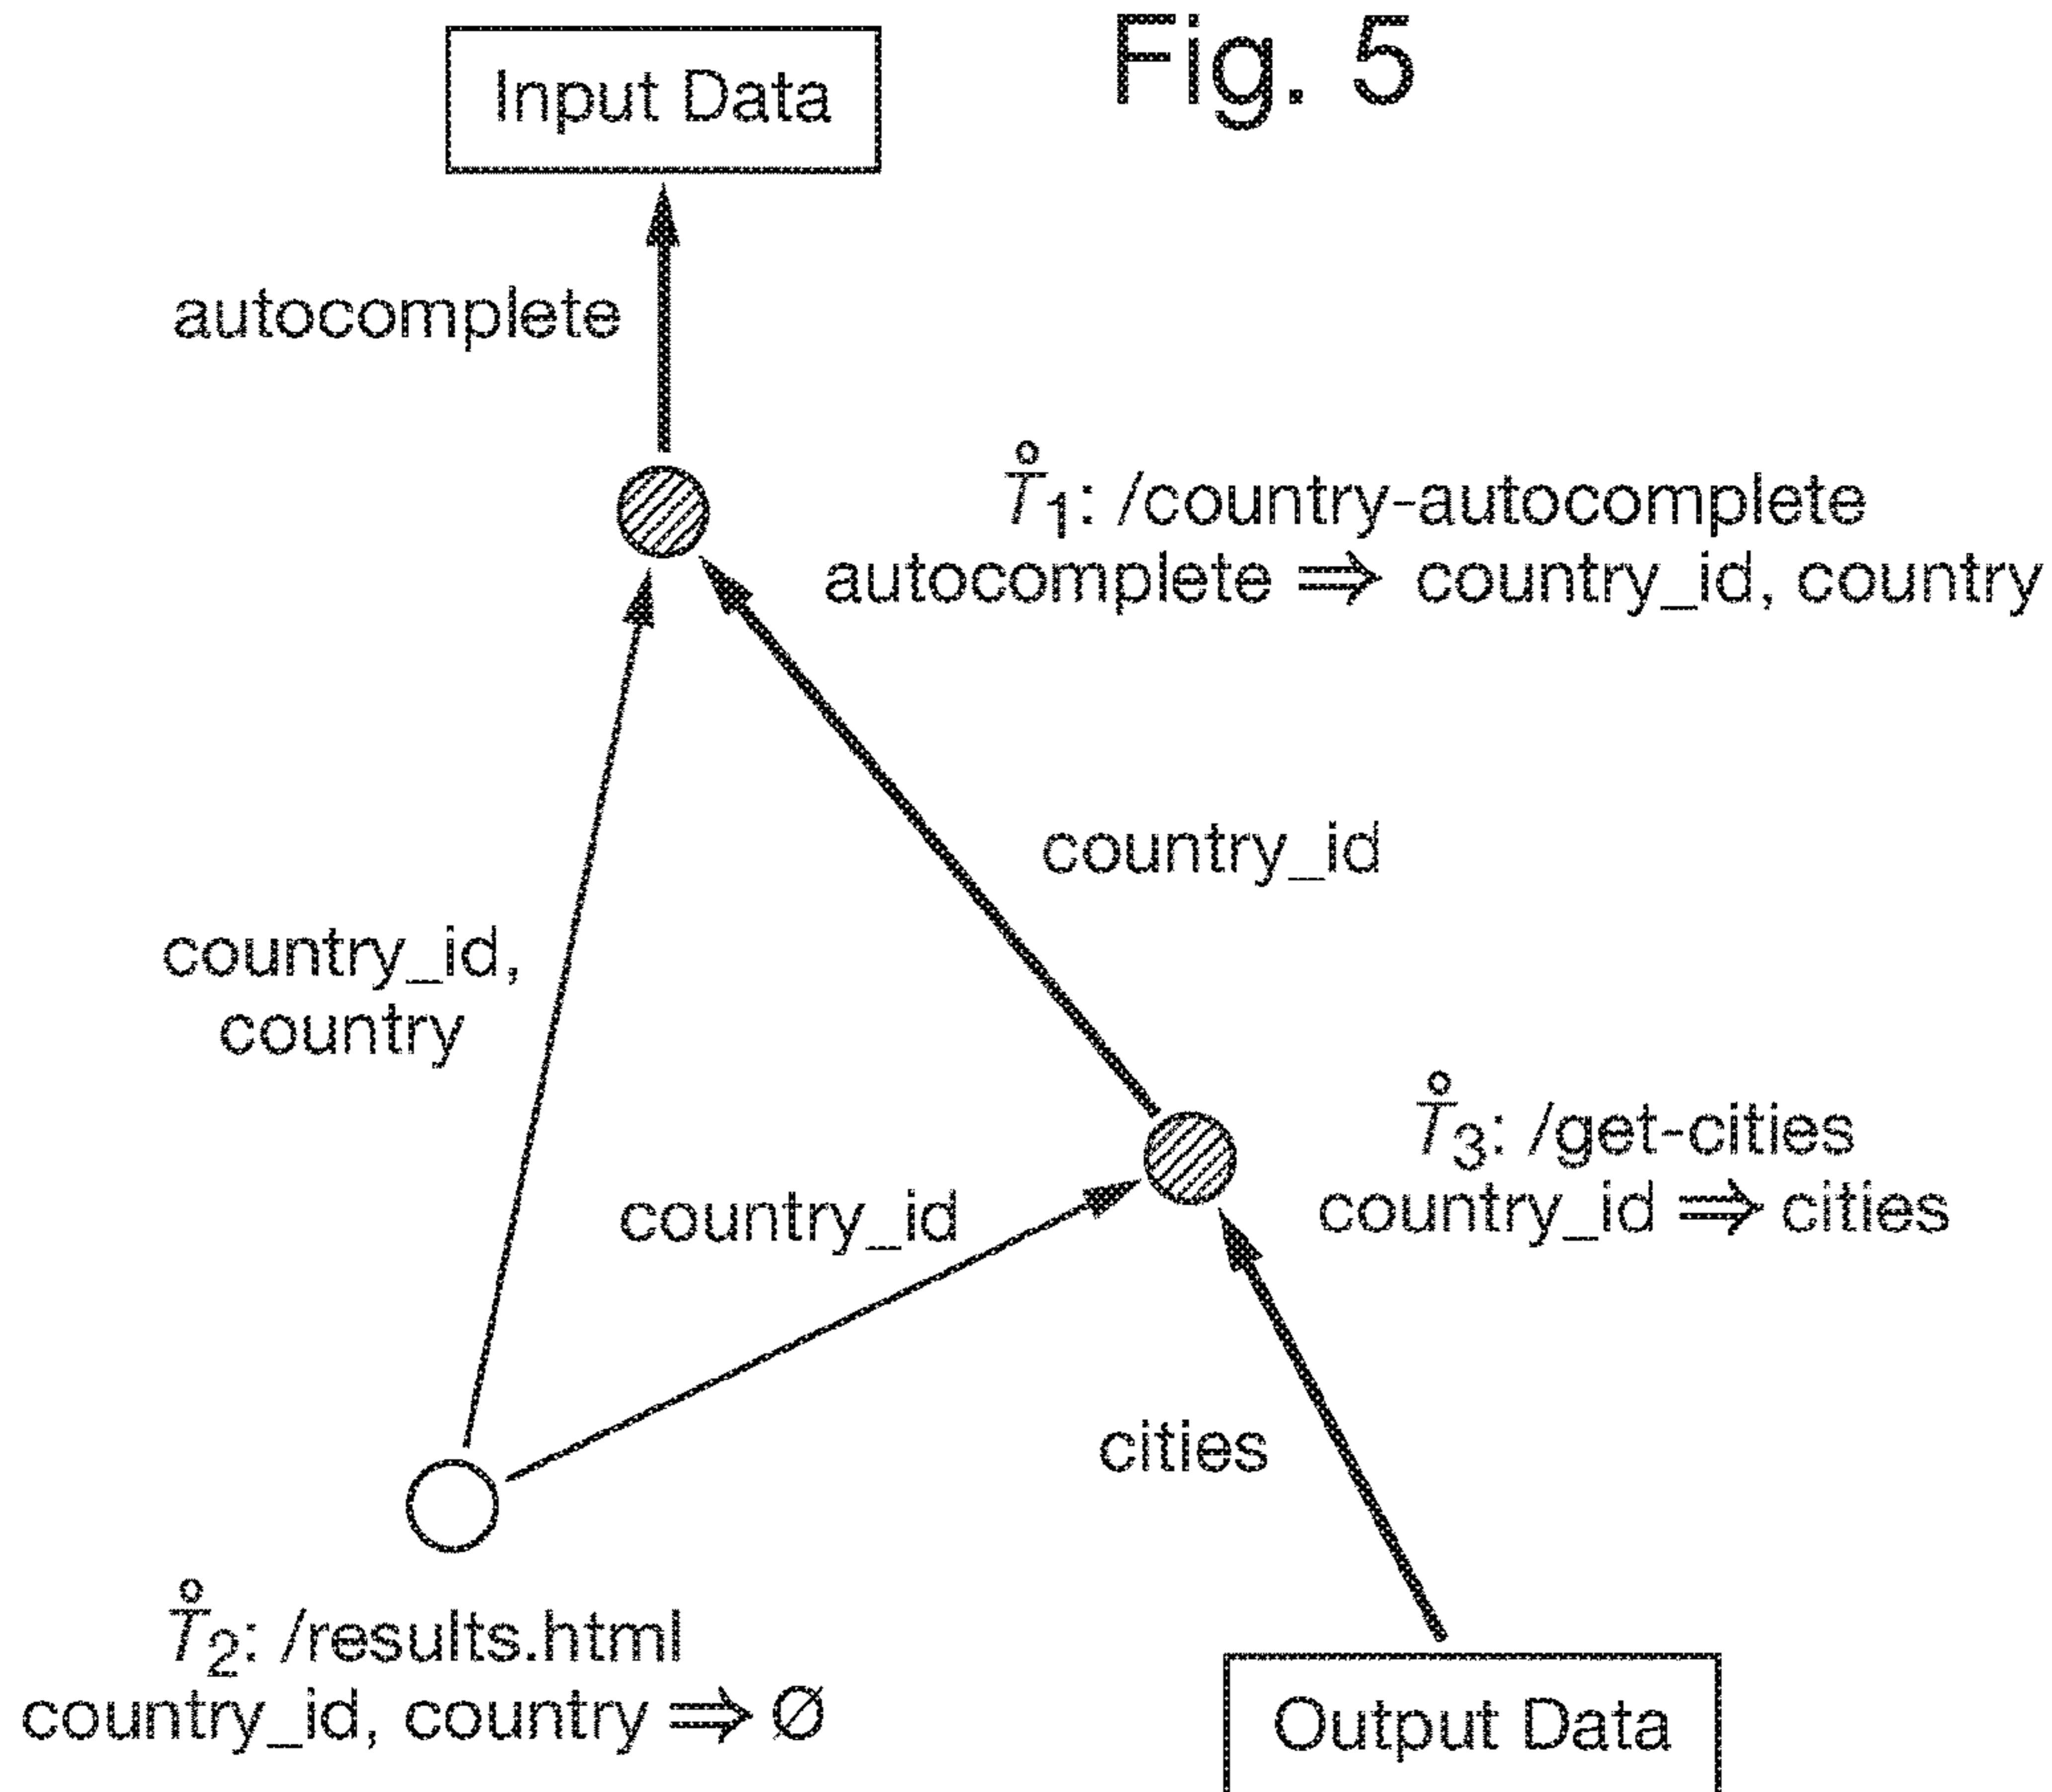 Fig. 5
Input Data
autocomplete
T̊1: /country-autocomplete
autocomplete ⇒ country_id, country
country_id
country_id,
country
T̊3: /get-cities
country_id ⇒ cities
country_id
cities
T̊2: /results.html
country_id, country ⇒ Ø
Output Data